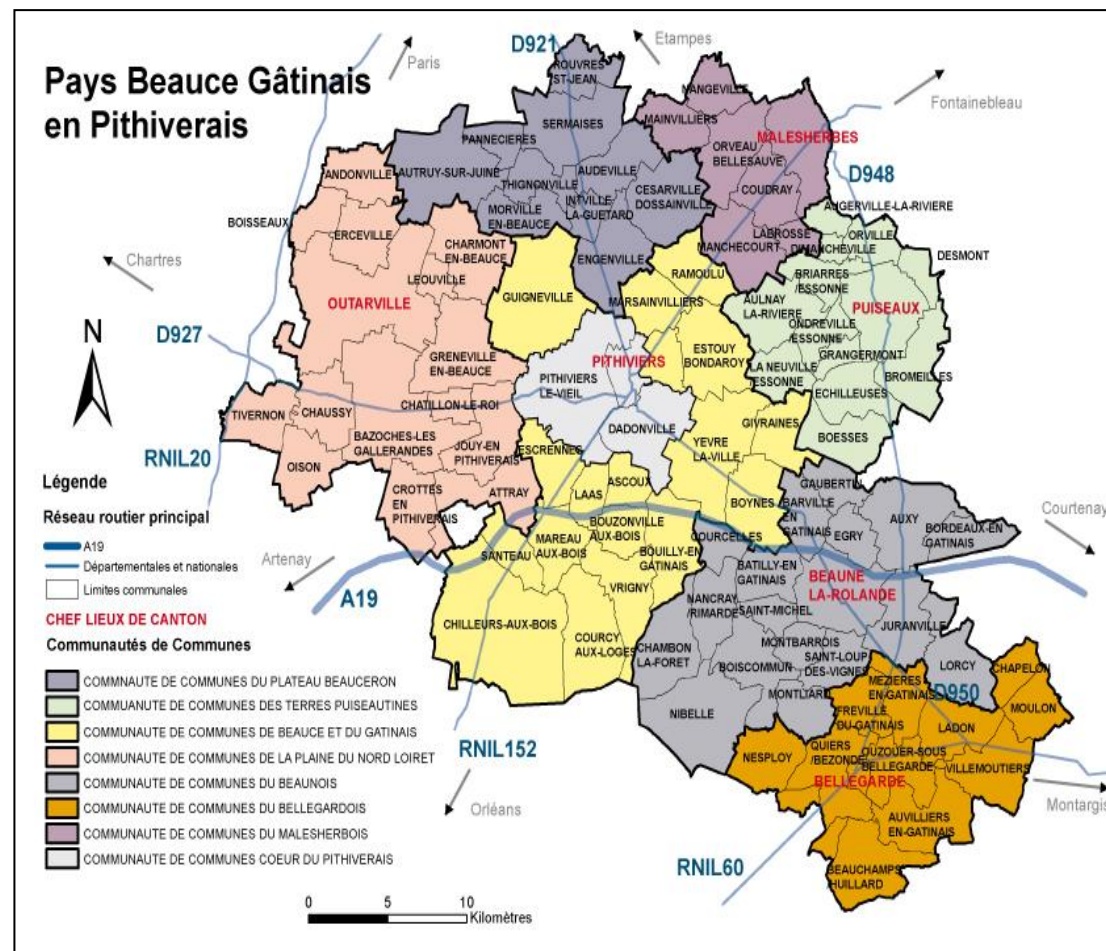 Pays Beauce Gâtinais
en Pithiverais
D921
Etampes
Paris
Fontainebleau
ROUVRES
ST-JEAN
NANGEVILLE
MAINVILLIERS
MALESHERBES
SERMAISES
PANNECIERES
ORVEAU
BELLESAUVE
D948
ANDONVILLE
AUTRUY-SUR-JUINE
AUDEVILLE
THIGNONVILLE
CESARVILLE
DOSSAINVILLE
COUDRAY
INTVILLE
LA-GUETARD
MORVILLE
EN-BEAUCE
AUGERVILLE-LA-RIVIERE
BOISSEAUX
ERCEVILLE
CHARMONT
EN-BEAUCE
LABROSSE
ORVILLE
DIMANCHEVILLE
MANCHECOURT
DESMONT
ENGENVILLE
Chartres
LEOUVILLE
RAMOULU
BRIARRES
/ESSONNE
GUIGNEVILLE
OUTARVILLE
MARSAINVILLIERS
AULNAY
LA-RIVIERE
PUISEAUX
N
D927
ONDREVILLE
/ESSONNE
GRENEVILLE
EN-BEAUCE
PITHIVIERS
ESTOUY
BONDAROY
GRANGERMONT
LA NEUVILLE
/ESSONNE
BROMEILLES
PITHIVIERS
LE-VIEIL
ECHILLEUSES
CHATILLON-LE-ROI
TIVERNON
CHAUSSY
GIVRAINES
DADONVILLE
BAZOCHES-LES
GALLERANDES
JOUY-EN
PITHIVERAIS
YEVRE
LA-VILLE
BOESSES
ESCRENNES
RNIL20
OISON
GAUBERTIN
ASCOUX
LAAS
ATTRAY
CROTTES
EN
PITHIVERAIS
BOYNES
BARVILLE
EN
GATINAIS
AUXY
BORDEAUX-EN
GATINAIS
Courtenay
BOUZONVILLE
AUX-BOIS
EGRY
COURCELLES
MAREAU
AUX-BOIS
SANTEAU
BOUILLY-EN
GATINAIS
Artenay
A19
BATILLY-EN
GATINAIS
BEAUNE
LA-ROLANDE
VRIGNY
NANCRAY
/RIMARDE
SAINT-MICHEL
JURANVILLE
CHILLEURS-AUX-BOIS
COURCY
AUX-LOGES
CHAMBON
LA-FORET
MONTBARROIS
SAINT-LOUP
DES-VIGNES
BOISCOMMUN
LORCY
CHAPELON
MEZIERES
EN-GATINAIS
D950
MONTLIARD
MOULON
NIBELLE
FREVILLE
DU-GATINAIS
LADON
RNIL152
NESPLOY
QUIERS
/BEZONDE
OUZOUER-SOUS
BELLEGARDE
VILLEMOUTIERS
BELLEGARDE
Orléans
Montargis
AUVILLIERS
EN-GATINAIS
RNIL60
BEAUCHAMPS
/HUILLARD
Légende
Réseau routier principal
A19
Départementales et nationales
Limites communales
CHEF LIEUX DE CANTON
Communautés de Communes
COMMNAUTE DE COMMUNES DU PLATEAU BEAUCERON
COMMUANUTE DE COMMUNES DES TERRES PUISEAUTINES
COMMUNAUTE DE COMMUNES DE BEAUCE ET DU GATINAIS
COMMUNAUTE DE COMMUNES DE LA PLAINE DU NORD LOIRET
COMMUNAUTE DE COMMUNES DU BEAUNOIS
COMMUNAUTE DE COMMUNES DU BELLEGARDOIS
COMMUNAUTE DE COMMUNES DU MALESHERBOIS
COMMUNAUTE DE COMMUNES COEUR DU PITHIVERAIS
0 5 10
Kilomètres